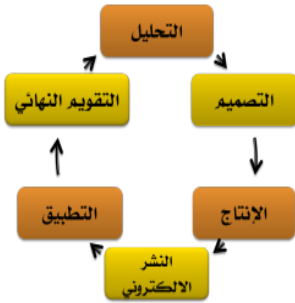 التحليل
التصميم
الإنتاج
النشر
الالكتروني
التطبيق
التقويم النهائي